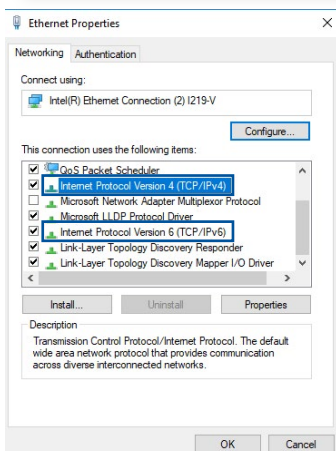 Ethernet Properties
Networking Authentication
Connect using:
Intel(R) Ethernet Connection (2) I219-V
Configure...
This connection uses the following items:
QoS Packet Scheduler
Internet Protocol Version 4 (TCP/IPv4)
Microsoft Network Adapter Multiplexor Protocol
Microsoft LLDP Protocol Driver
Internet Protocol Version 6 (TCP/IPv6)
Link-Layer Topology Discovery Responder
Link-Layer Topology Discovery Mapper I/O Driver
Install... Uninstall Properties
Description
Transmission Control Protocol/Internet Protocol. The default
wide area network protocol that provides communication
across diverse interconnected networks.
OK Cancel